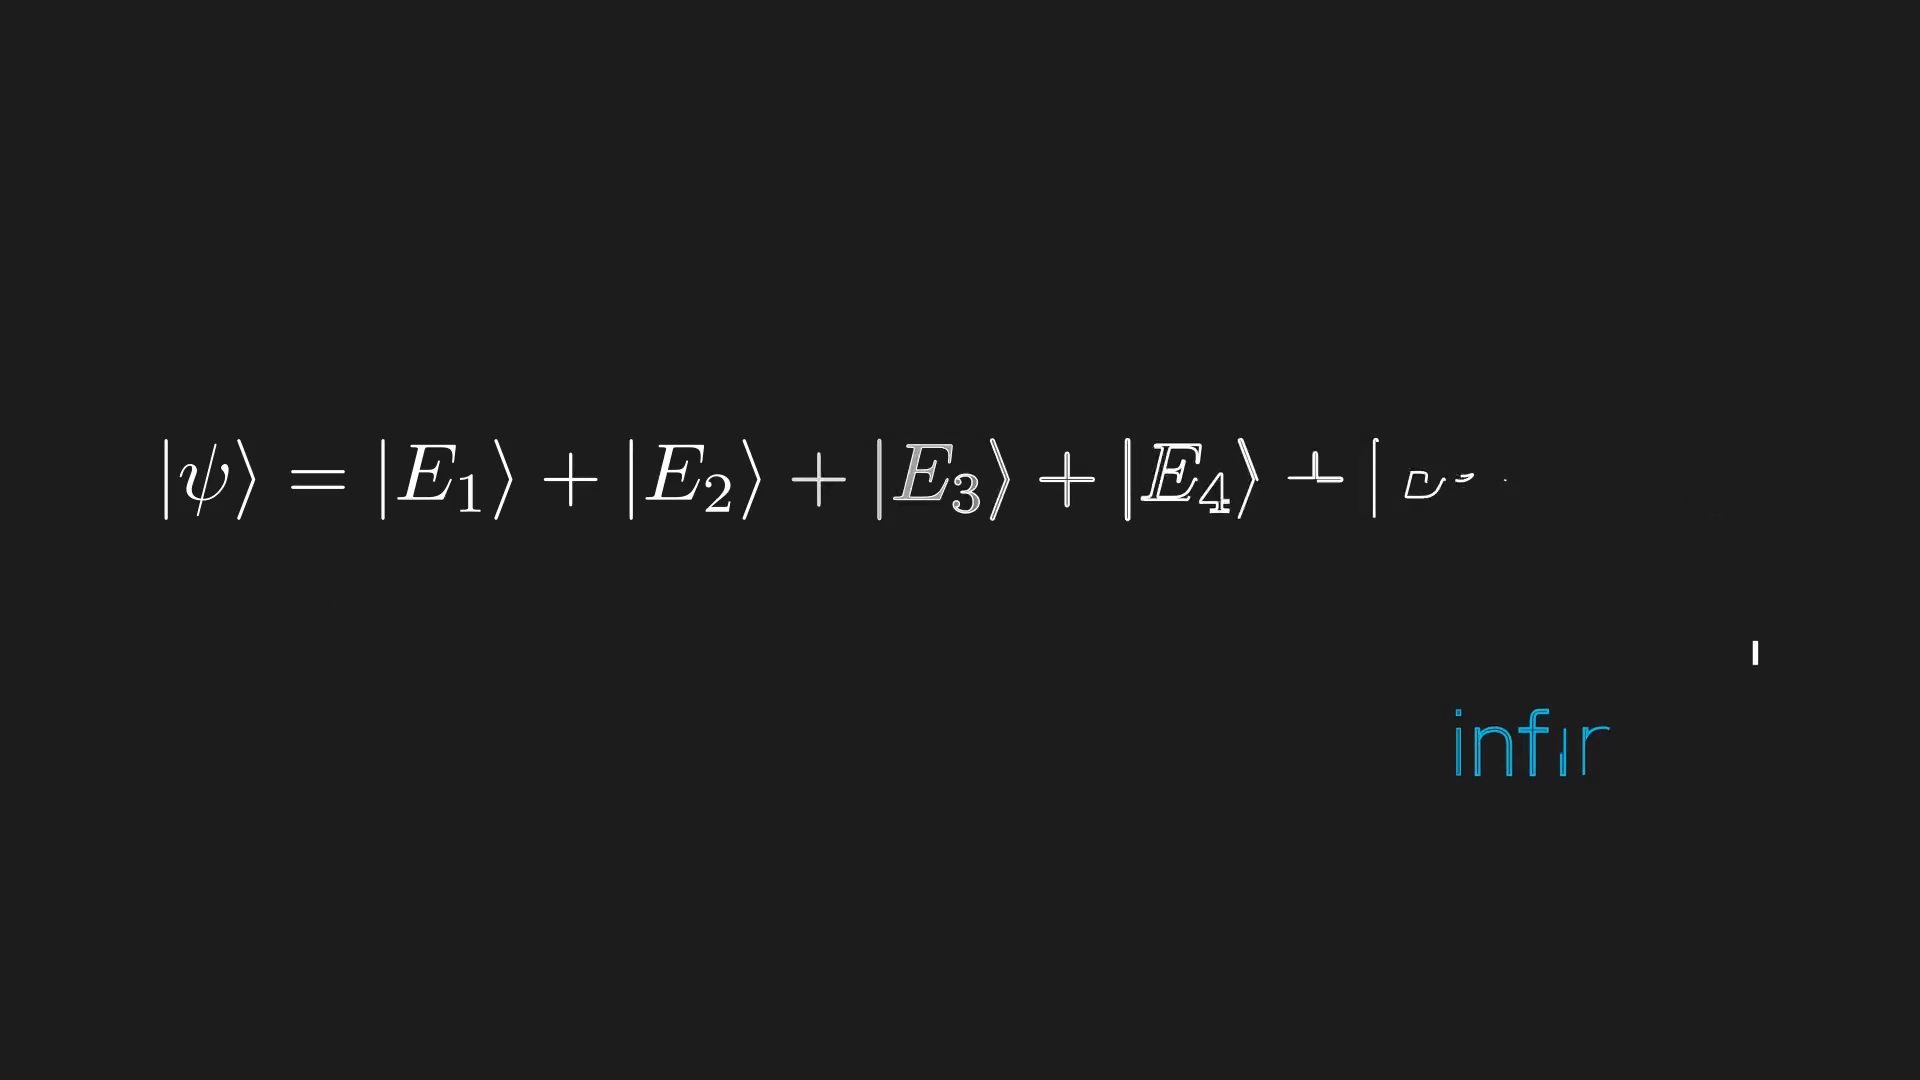 |ψ⟩ = |E₁⟩ + |E₂⟩ + |E₃⟩ + |E₄⟩ + |